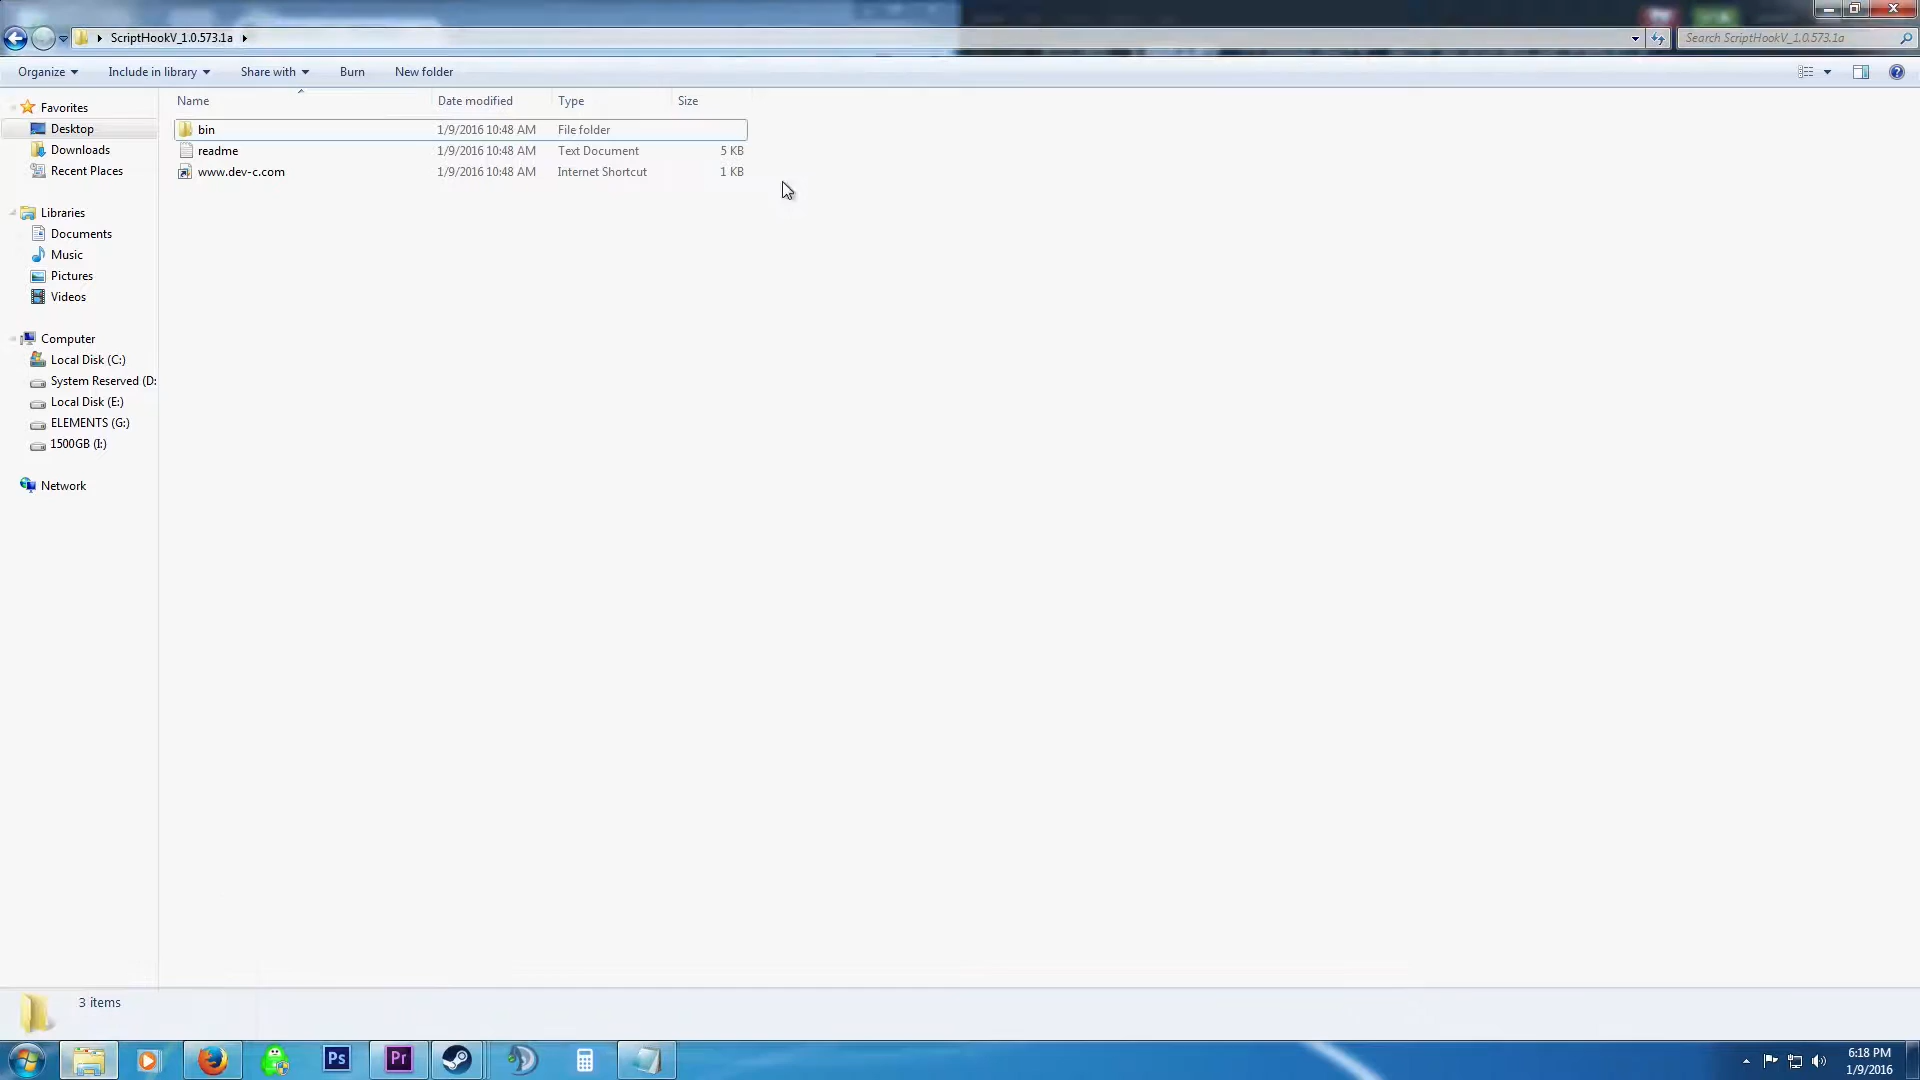 ScriptHookV_1.0.573.1a
Search ScriptHookV_1.0.573.1a
Organize Include in library Share with Burn New folder
Name Date modified Type Size
Favorites
Desktop
Downloads
Recent Places
Libraries
Documents
Music
Pictures
Videos
Computer
Local Disk (C:)
System Reserved (D:
Local Disk (E:)
ELEMENTS (G:)
1500GB (I:)
Network
bin 1/9/2016 10:48 AM File folder
readme 1/9/2016 10:48 AM Text Document 5 KB
www.dev-c.com 1/9/2016 10:48 AM Internet Shortcut 1 KB
3 items
Ps
Pr
6:18 PM
1/9/2016